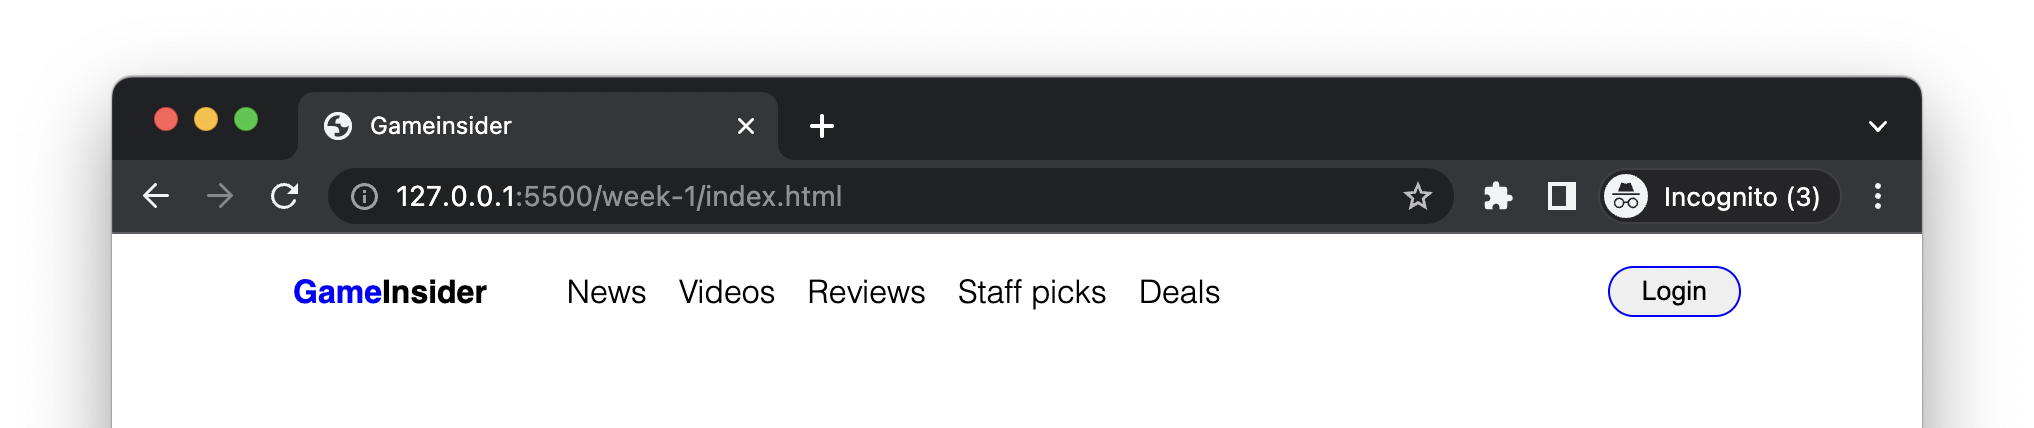 Gameinsider
127.0.0.1:5500/week-1/index.html
Incognito (3)
GameInsider News Videos Reviews Staff picks Deals Login